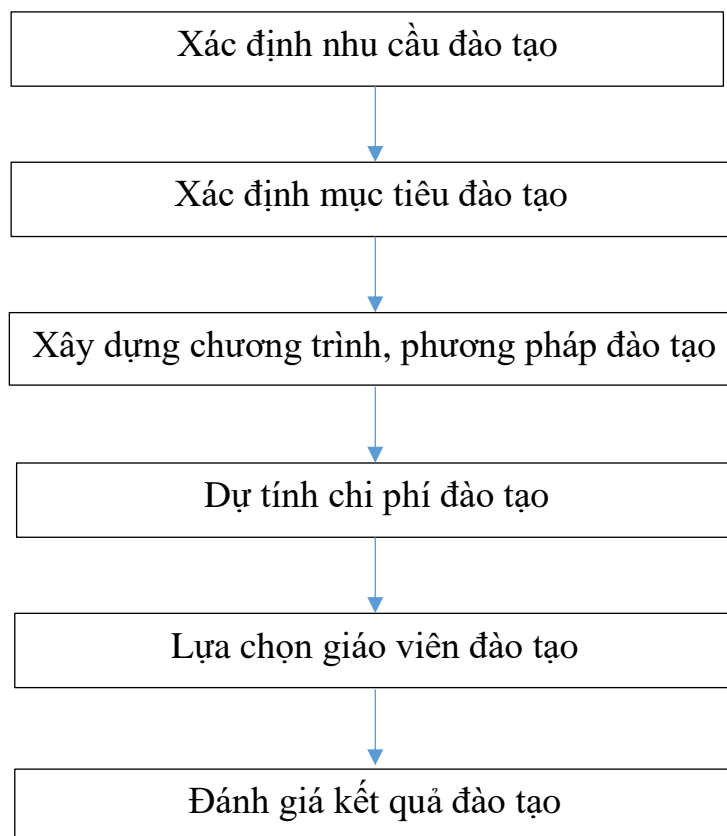 Xác định nhu cầu đào tạo
Xác định mục tiêu đào tạo
Xây dựng chương trình, phương pháp đào tạo
Dự tính chi phí đào tạo
Lựa chọn giáo viên đào tạo
Đánh giá kết quả đào tạo